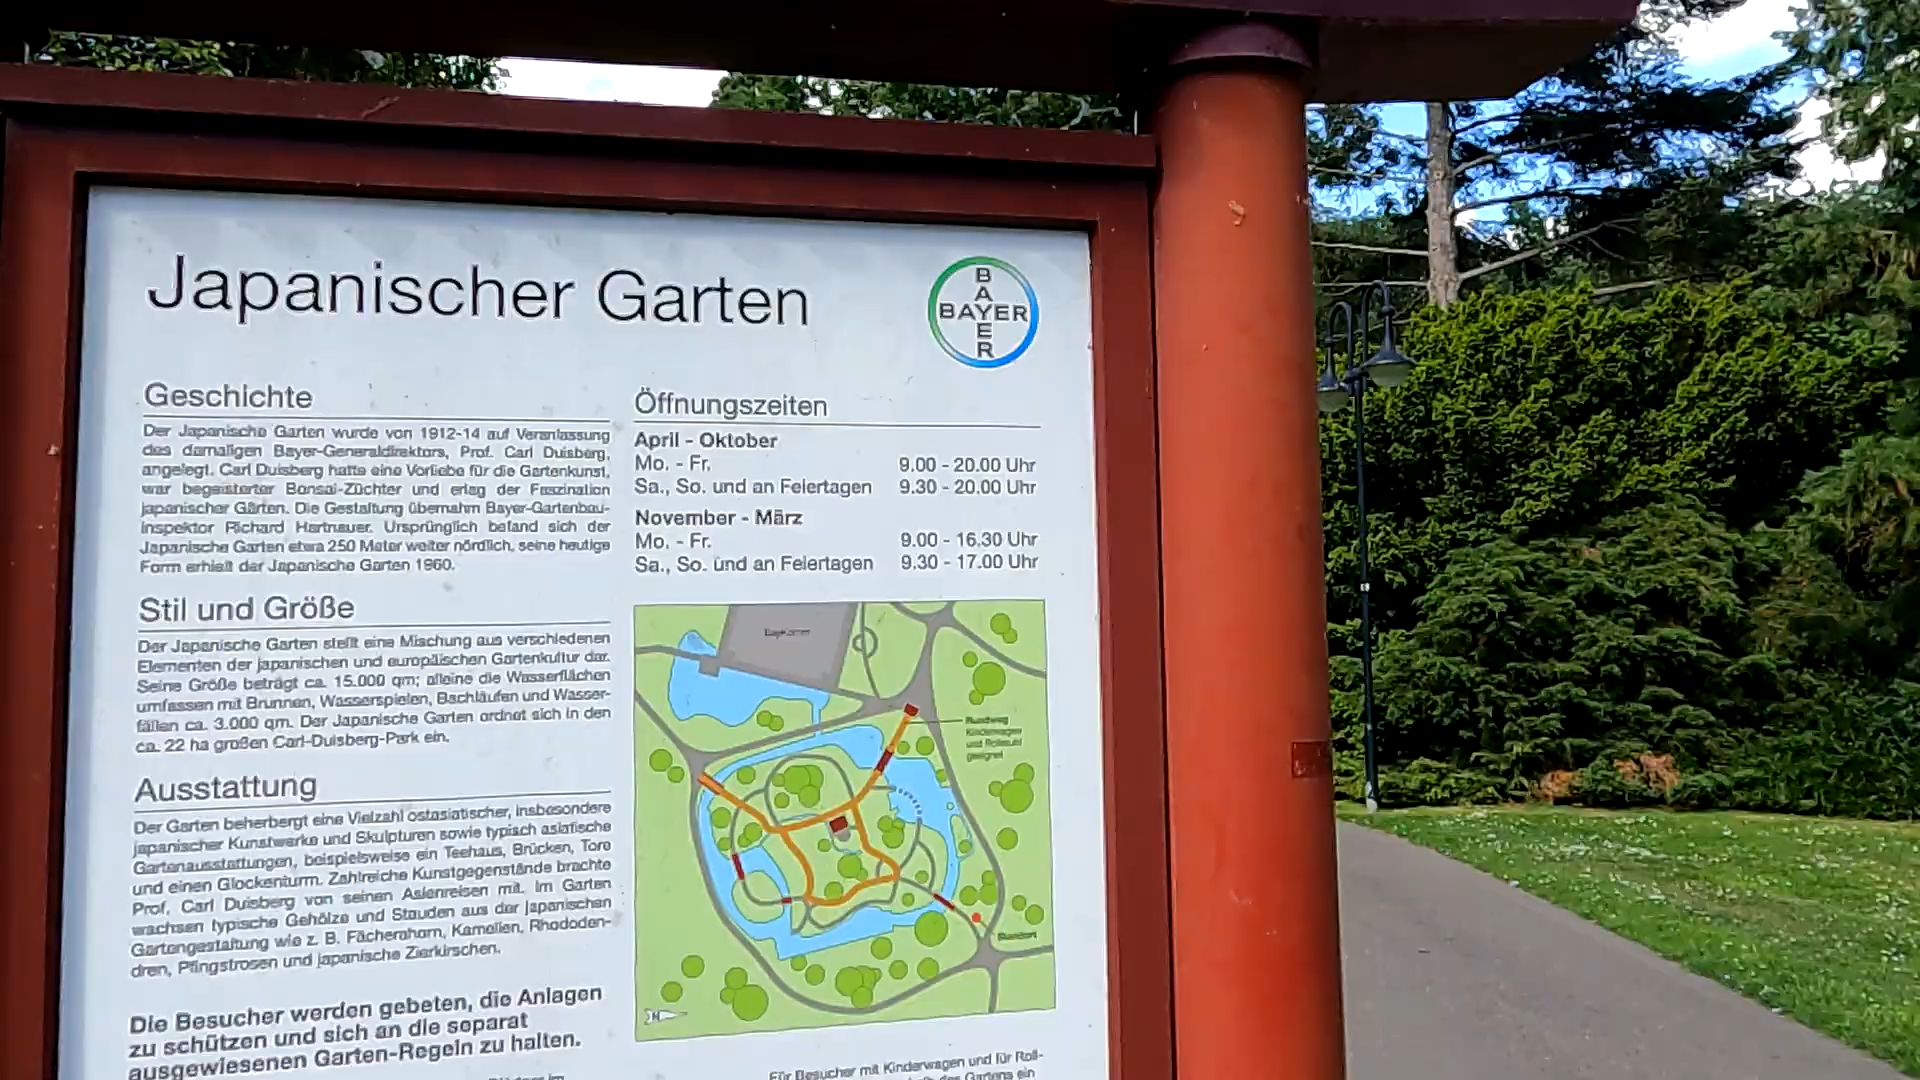 Japanischer Garten
BAYER
BAYER
Geschichte
Der Japanische Garten wurde von 1912-14 auf Veranlassung
des damaligen Bayer-Generaldirektors, Prof. Carl Duisberg,
angelegt. Carl Duisberg hatte eine Vorliebe für die Gartenkunst,
war begeisterter Bonsai-Züchter und erlag der Faszination
japanischer Gärten. Die Gestaltung übernahm Bayer-Gartenbau-
Inspektor Richard Hartnauer. Ursprünglich befand sich der
Japanische Garten etwa 250 Meter weiter nördlich, seine heutige
Form erhielt der Japanische Garten 1960.
Stil und Größe
Der Japanische Garten stellt eine Mischung aus verschiedenen
Elementen der japanischen und europäischen Gartenkultur dar.
Seine Größe beträgt ca. 15.000 qm; alleine die Wasserflächen
umfassen mit Brunnen, Wasserspielen, Bachläufen und Wasser-
fällen ca. 3.000 qm. Der Japanische Garten ordnet sich in den
ca. 22 ha großen Carl-Duisberg-Park ein.
Ausstattung
Der Garten beherbergt eine Vielzahl ostasiatischer, insbesondere
japanischer Kunstwerke und Skulpturen sowie typisch asiatische
Gartenausstattungen, beispielsweise ein Teehaus, Brücken, Tore
und einen Glockenturm. Zahlreiche Kunstgegenstände brachte
Prof. Carl Duisberg von seinen Asienreisen mit. Im Garten
wachsen typische Gehölze und Stauden aus der japanischen
Gartengestaltung wie z. B. Fächerahorn, Kamelien, Rhododen-
dren, Pfingstrosen und japanische Zierkirschen.
Die Besucher werden gebeten, die Anlagen
zu schützen und sich an die separat
ausgewiesenen Garten-Regeln zu halten.
Öffnungszeiten
April - Oktober
Mo. - Fr. 9.00 - 20.00 Uhr
Sa., So. und an Feiertagen 9.30 - 20.00 Uhr
November - März
Mo. - Fr. 9.00 - 16.30 Uhr
Sa., So. und an Feiertagen 9.30 - 17.00 Uhr
BayKomm
Rundweg
Kinderwagen
und Rollstuhl
geeignet
Standort
N
Für Besucher mit Kinderwagen und für Roll-
des Gartens ein